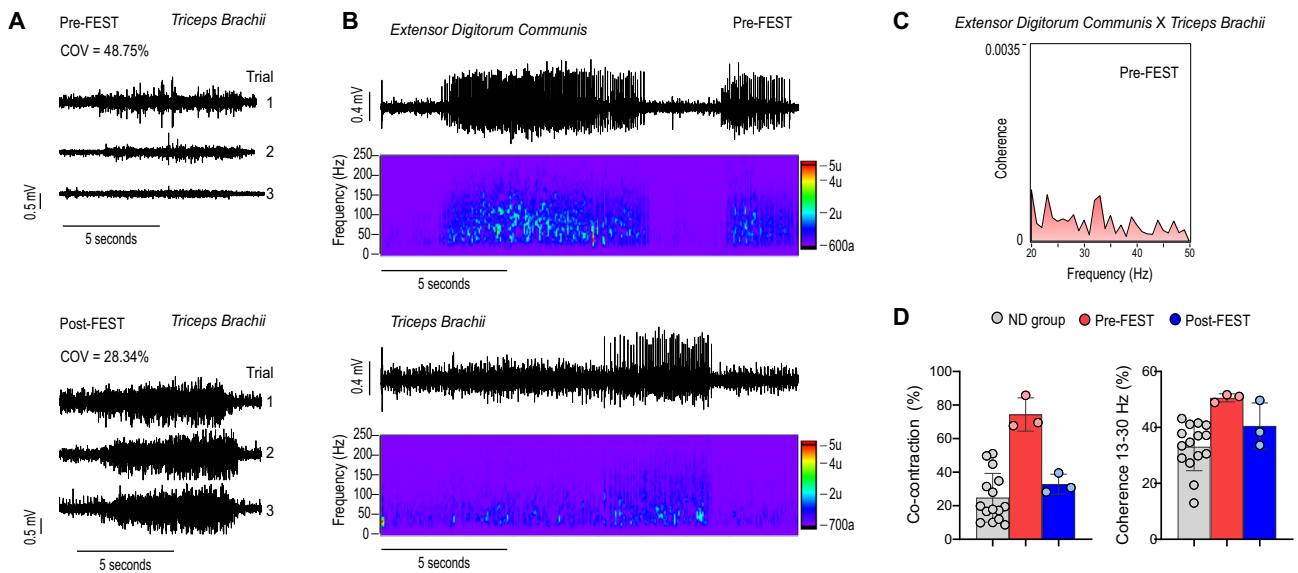 A
Pre-FEST Triceps Brachii
COV = 48.75%
Trial
1
2
3
0.5 mV
5 seconds
Post-FEST Triceps Brachii
COV = 28.34%
Trial
1
2
3
0.5 mV
5 seconds
B
Extensor Digitorum Communis Pre-FEST
0.4 mV
Frequency (Hz)
250
200
150
100
50
0
5u
4u
2u
600a
5 seconds
Triceps Brachii
0.4 mV
Frequency (Hz)
250
200
150
100
50
0
5u
4u
2u
700a
5 seconds
C
Extensor Digitorum Communis X Triceps Brachii
0.0035
Pre-FEST
Coherence
0
20 30 40 50
Frequency (Hz)
D
ND group Pre-FEST Post-FEST
Co-contraction (%)
100
80
60
40
20
0
Coherence 13-30 Hz (%)
60
40
20
0